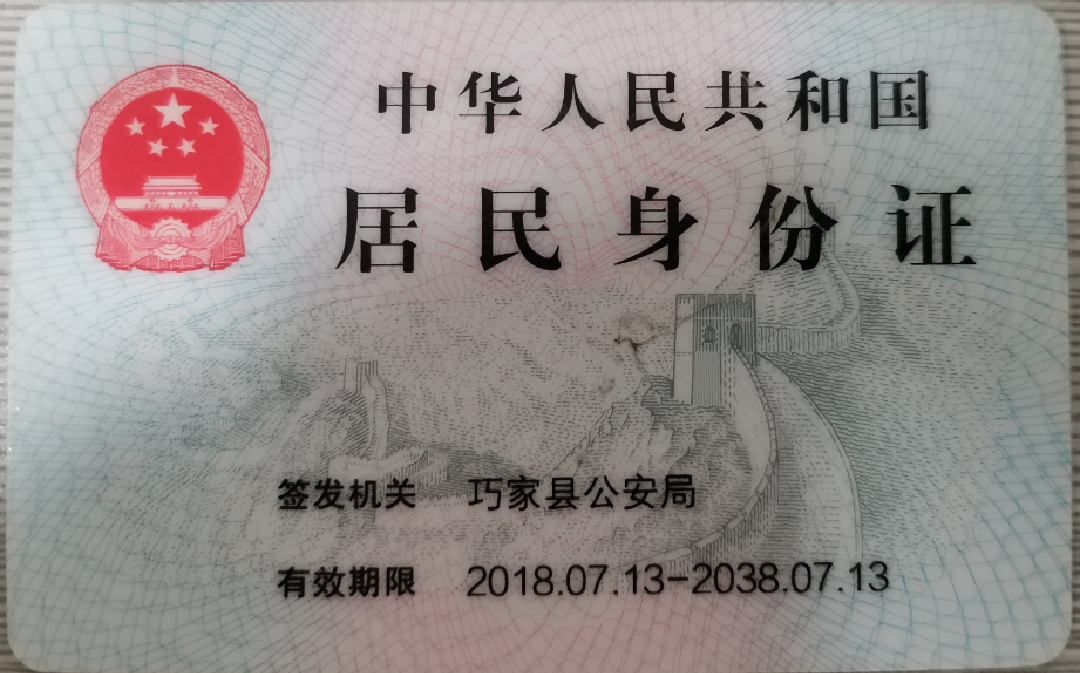 中华人民共和国
居民身份证
签发机关 巧家县公安局
有效期限 2018.07.13-2038.07.13